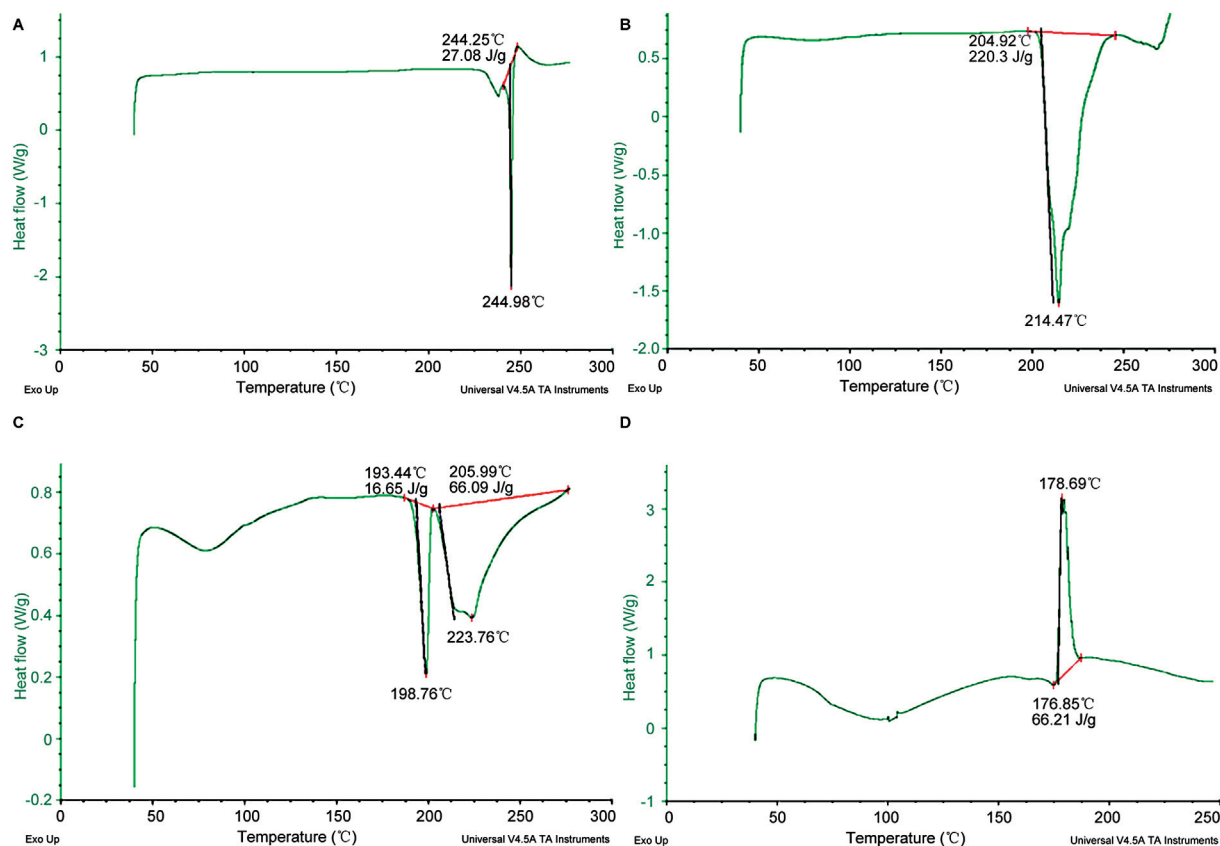 A
244.25℃
27.08 J/g
244.98℃
1
0
-1
-2
-3
Heat flow (W/g)
50
100
150
200
250
300
Temperature (℃)
Exo Up
Universal V4.5A TA Instruments
B
204.92℃
220.3 J/g
214.47℃
0.5
0
-0.5
-1.0
-1.5
-2.0
Heat flow (W/g)
0
50
100
150
200
250
300
Temperature (℃)
Exo Up
Universal V4.5A TA Instruments
C
193.44℃
16.65 J/g
205.99℃
66.09 J/g
223.76℃
198.76℃
0.8
0.6
0.4
0.2
0
-0.2
Heat flow (W/g)
50
100
150
200
250
300
Temperature (℃)
Exo Up
Universal V4.5A TA Instruments
D
178.69℃
176.85℃
66.21 J/g
3
2
1
0
-1
Heat flow (W/g)
0
50
100
150
200
250
Temperature (℃)
Exo Up
Universal V4.5A TA Instruments